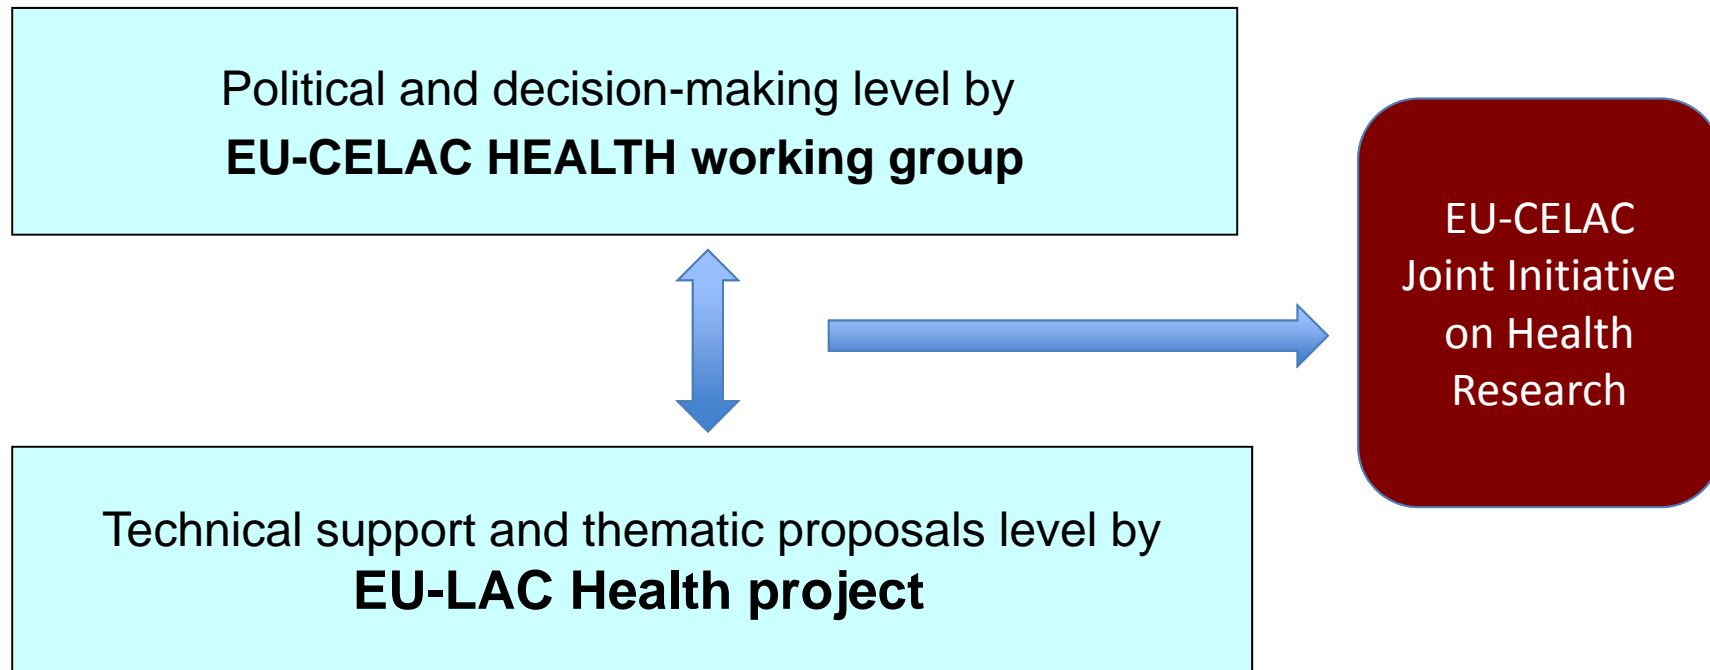 Political and decision-making level by
EU-CELAC HEALTH working group
EU-CELAC
Joint Initiative
on Health
Research
Technical support and thematic proposals level by
EU-LAC Health project